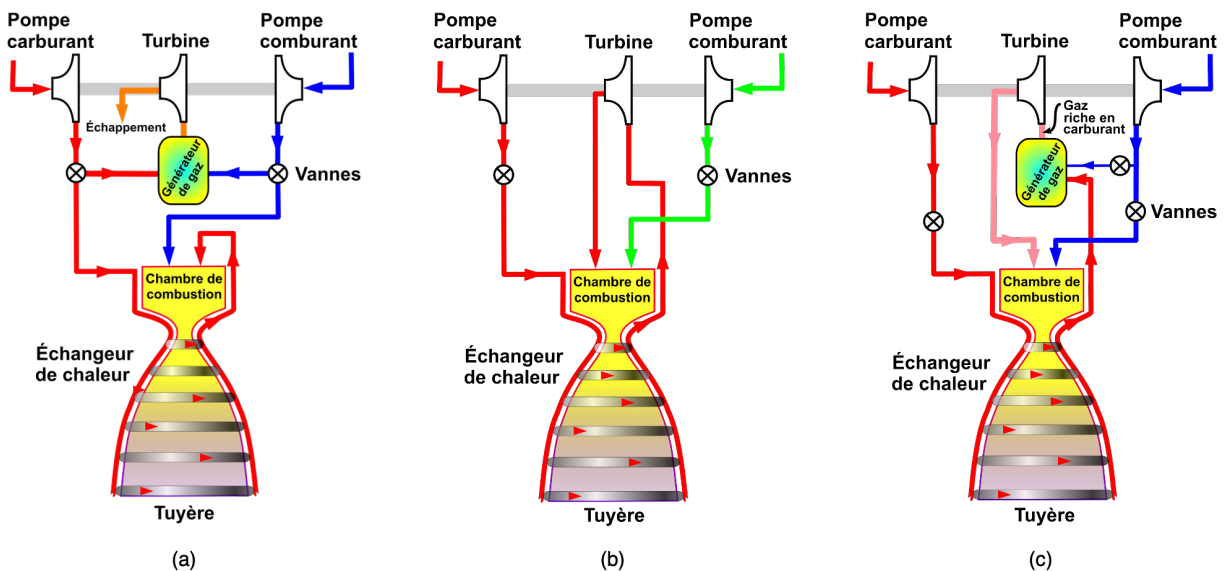 Pompe
carburant
Turbine
Pompe
comburant
Échappement
Générateur
de gaz
Vannes
Chambre de
combustion
Échangeur
de chaleur
Tuyère
(a)
Pompe
carburant
Turbine
Pompe
comburant
Vannes
Chambre de
combustion
Échangeur
de chaleur
Tuyère
(b)
Pompe
carburant
Turbine
Pompe
comburant
Gaz
riche en
carburant
Générateur
de gaz
Vannes
Chambre de
combustion
Échangeur
de chaleur
Tuyère
(c)